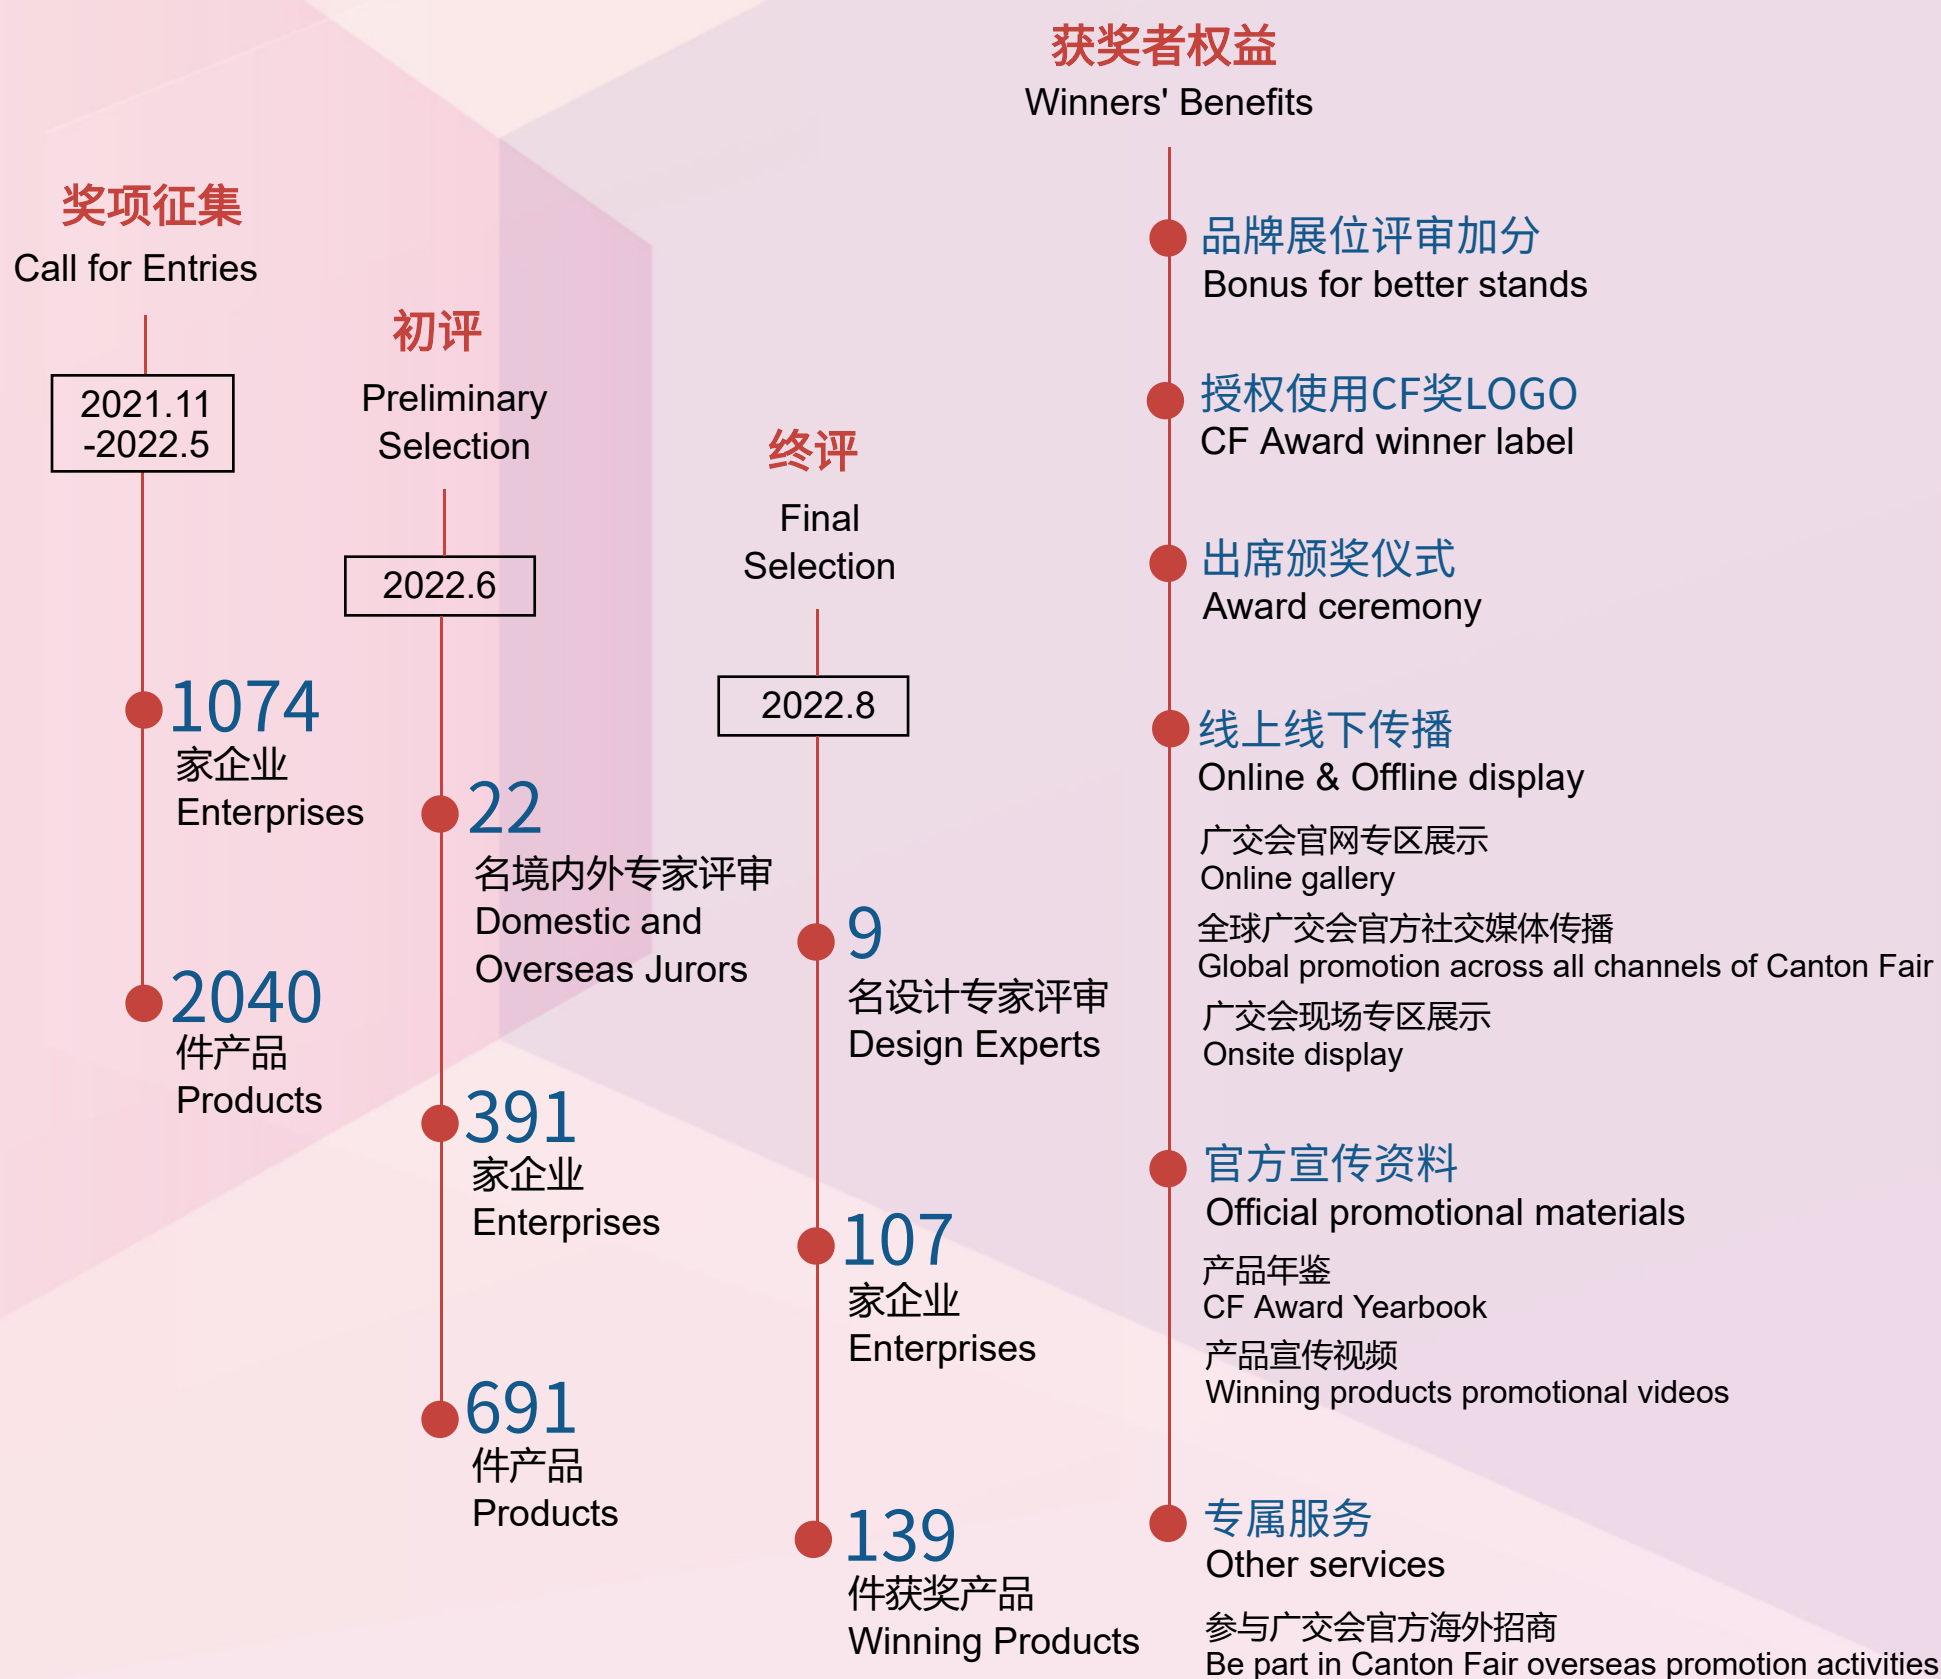 奖项征集
Call for Entries
2021.11
-2022.5
1074
家企业
Enterprises
2040
件产品
Products
初评
Preliminary
Selection
2022.6
22
名境内外专家评审
Domestic and
Overseas Jurors
391
家企业
Enterprises
691
件产品
Products
终评
Final
Selection
2022.8
9
名设计专家评审
Design Experts
107
家企业
Enterprises
139
件获奖产品
Winning Products
获奖者权益
Winners' Benefits
品牌展位评审加分
Bonus for better stands
授权使用CF奖LOGO
CF Award winner label
出席颁奖仪式
Award ceremony
线上线下传播
Online & Offline display
广交会官网专区展示
Online gallery
全球广交会官方社交媒体传播
Global promotion across all channels of Canton Fair
广交会现场专区展示
Onsite display
官方宣传资料
Official promotional materials
产品年鉴
CF Award Yearbook
产品宣传视频
Winning products promotional videos
专属服务
Other services
参与广交会官方海外招商
Be part in Canton Fair overseas promotion activities